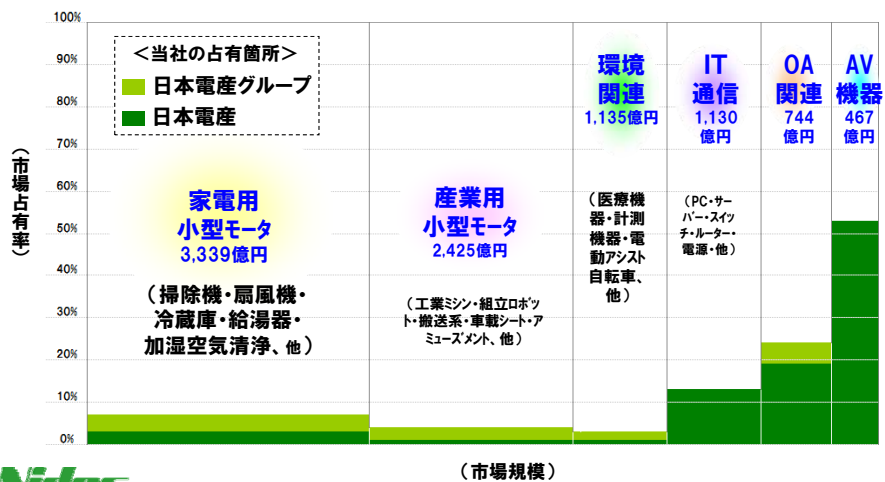 100%
90%
80%
70%
60%
50%
40%
30%
20%
10%
0%
(市場占有率)
＜当社の占有箇所＞
日本電産グループ
日本電産
家電用
小型モータ
3,339億円
(掃除機・扇風機・
冷蔵庫・給湯器・
加湿空気清浄、他)
産業用
小型モータ
2,425億円
(工業ミシン・組立ロボッ
ト・搬送系・車載シート・ア
ミューズメント、他)
環境
関連
1,135億円
(医療機
器・計測
機器・電
動アシスト
自転車、
他)
IT
通信
1,130
億円
(PC・サー
バー・スイッ
チ・ルーター・
電源・他)
OA
関連
744
億円
AV
機器
467
億円
(市場規模)
Nidec